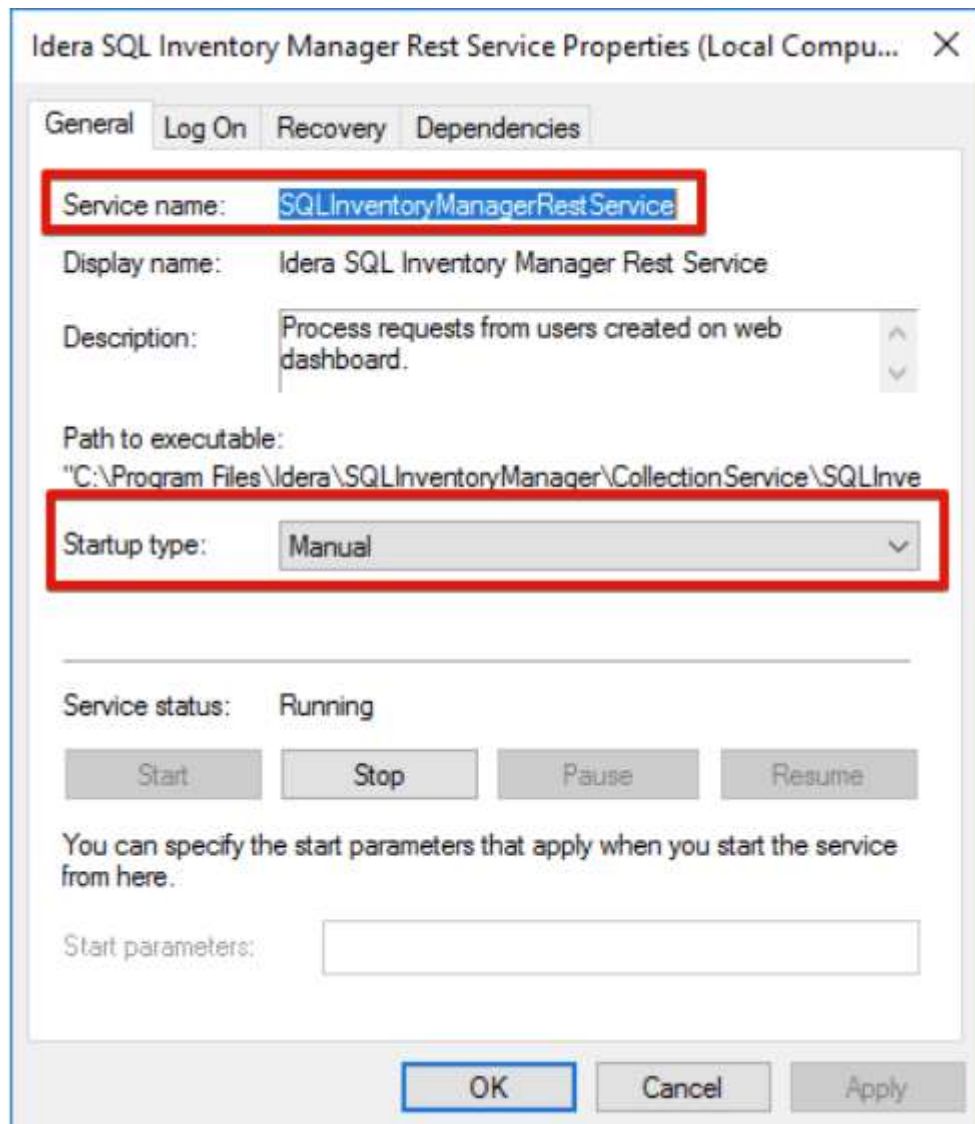 Idera SQL Inventory Manager Rest Service Properties (Local Compu...
General Log On Recovery Dependencies
Service name: SQLInventoryManagerRestService
Display name: Idera SQL Inventory Manager Rest Service
Description: Process requests from users created on web
dashboard.
Path to executable:
"C:\Program Files\Idera\SQLInventoryManager\CollectionService\SQLInve
Startup type: Manual
Service status: Running
Start Stop Pause Resume
You can specify the start parameters that apply when you start the service
from here.
Start parameters:
OK Cancel Apply